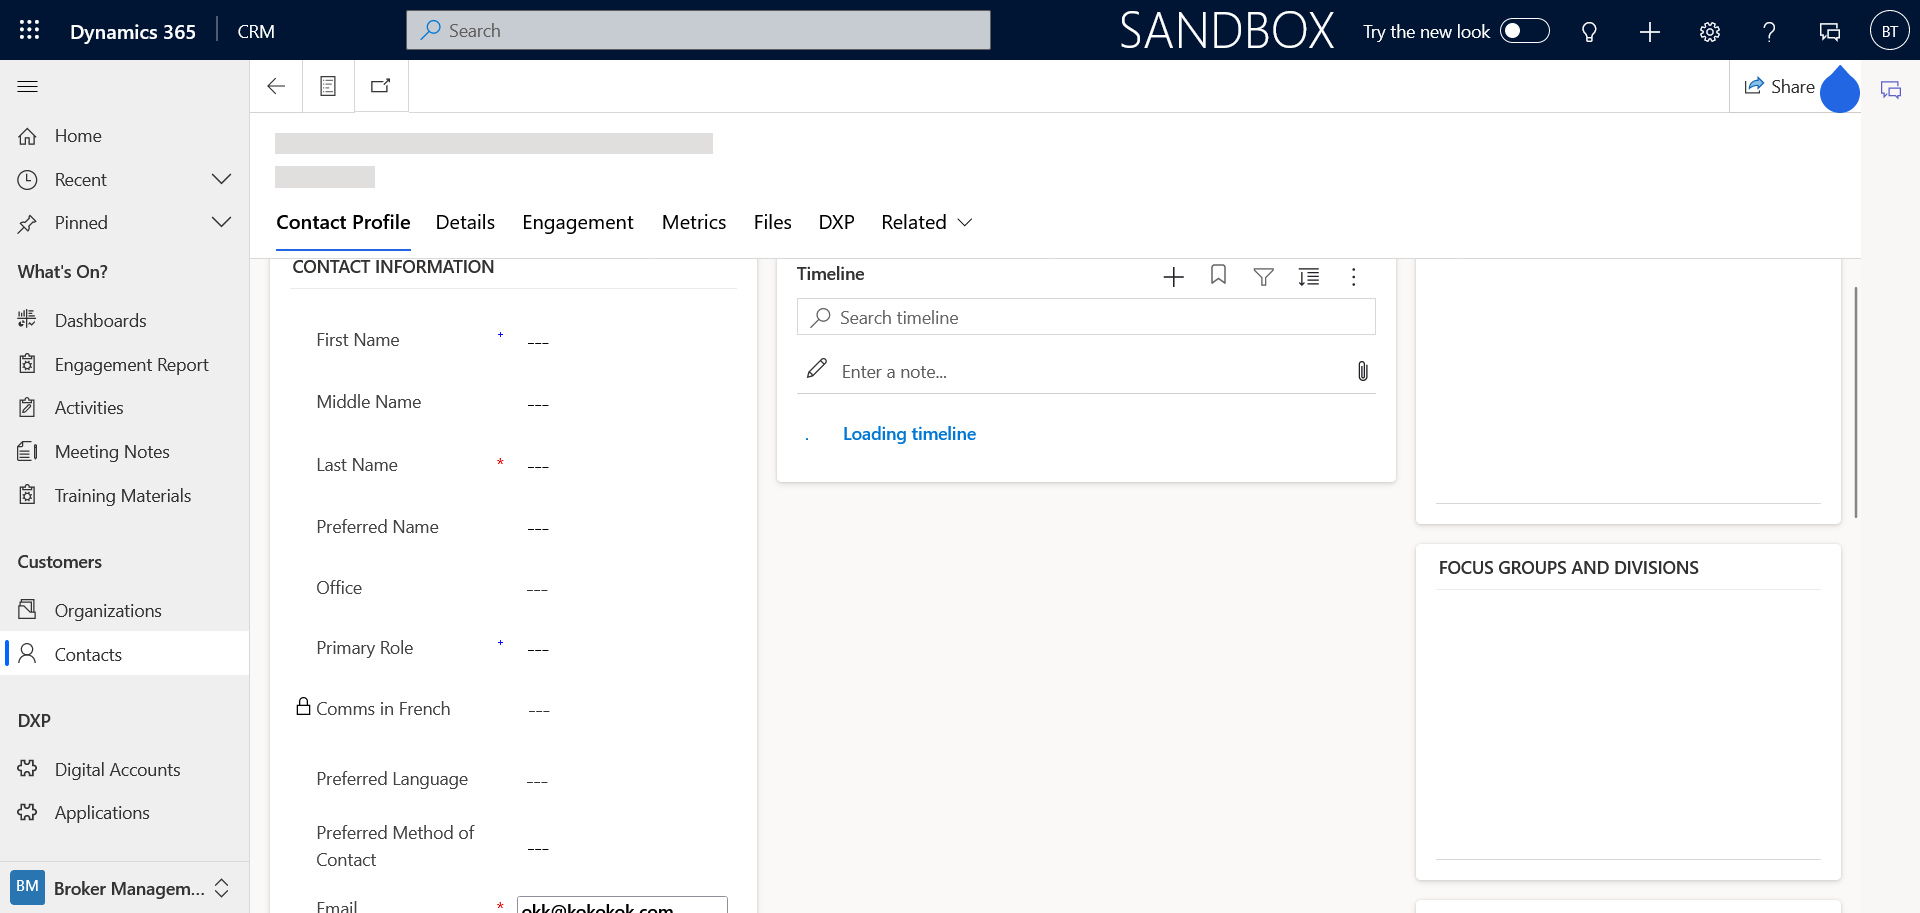 Dynamics 365
CRM
Search
SANDBOX
Try the new look
BT
Share
Home
Recent
Pinned
What's On?
Dashboards
Engagement Report
Activities
Meeting Notes
Training Materials
Customers
Organizations
Contacts
DXP
Digital Accounts
Applications
BM Broker Managem...
Contact Profile Details Engagement Metrics Files DXP Related
CONTACT INFORMATION
First Name + ---
Middle Name ---
Last Name * ---
Preferred Name ---
Office ---
Primary Role + ---
Comms in French ---
Preferred Language ---
Preferred Method of
Contact ---
Email * okk@kokokok.com
Timeline
Search timeline
Enter a note...
Loading timeline
FOCUS GROUPS AND DIVISIONS